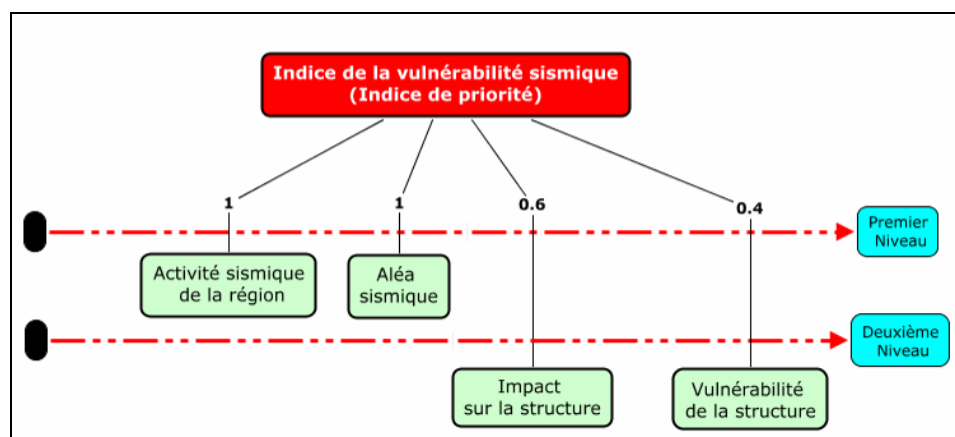 Indice de la vulnérabilité sismique
(Indice de priorité)
1
1
0.6
0.4
Premier
Niveau
Activité sismique
de la région
Aléa
sismique
Deuxième
Niveau
Impact
sur la structure
Vulnérabilité
de la structure